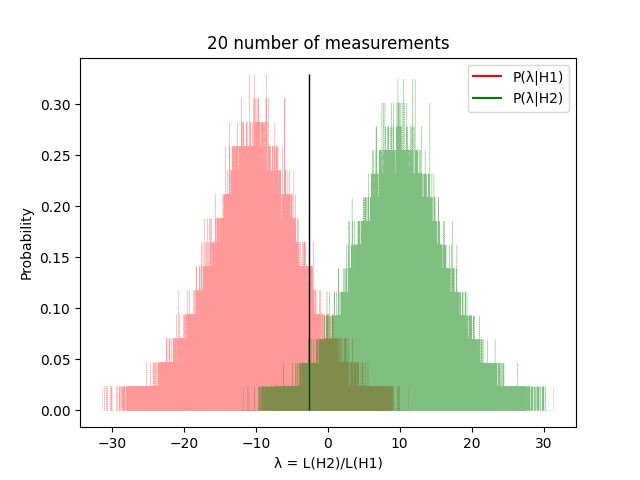 20 number of measurements
P(λ|H1)
P(λ|H2)
Probability
0.30
0.25
0.20
0.15
0.10
0.05
0.00
−30 −20 −10 0 10 20 30
λ = L(H2)/L(H1)